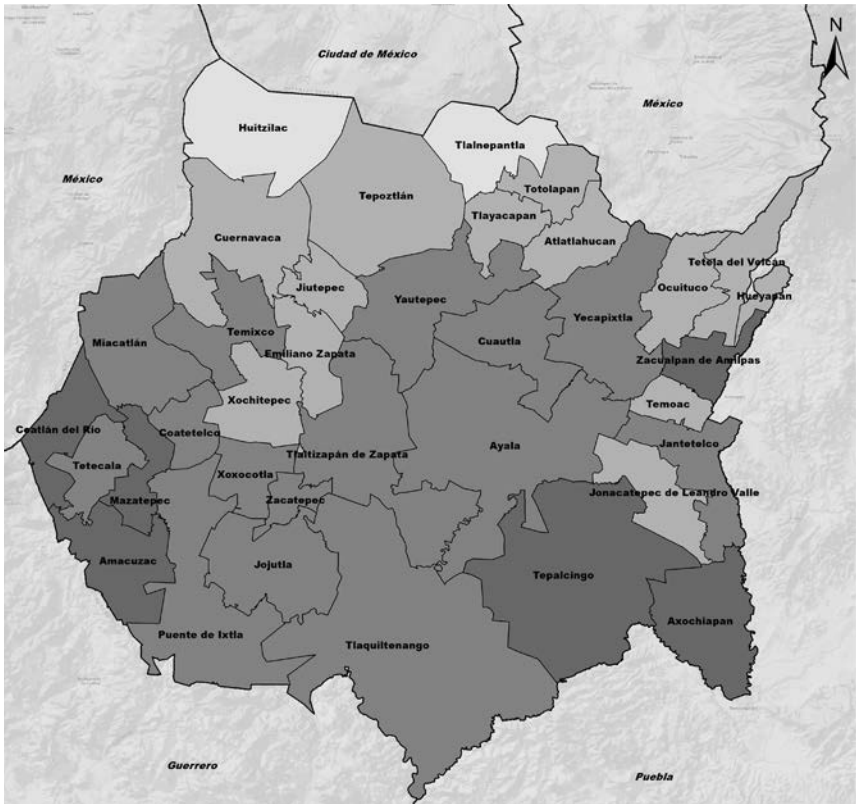 N
Ciudad de México
México
Huitzilac
Tlalnepantla
México
Totolapan
Tepoztlán
Tlayacapan
Cuernavaca
Atlatlahucan
Tetela del Volcán
Jiutepec
Ocuituco
Hueyapan
Yautepec
Temixco
Yecapixtla
Miacatlán
Cuautla
Emiliano Zapata
Zacualpan de Amilpas
Xochitepec
Temoac
Coatlán del Río
Coatetelco
Ayala
Jantetelco
Tlaltizapán de Zapata
Tetecala
Xoxocotla
Jonacatepec de Leandro Valle
Mazatepec
Zacatepec
Amacuzac
Jojutla
Tepalcingo
Axochiapan
Puente de Ixtla
Tlaquiltenango
Guerrero
Puebla